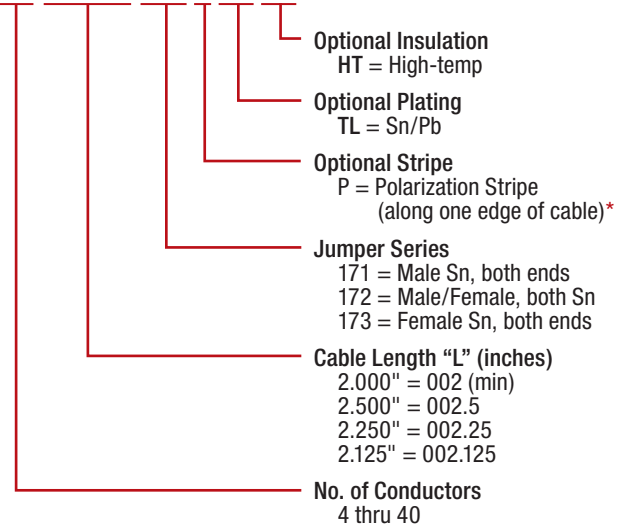 Optional Insulation
HT = High-temp
Optional Plating
TL = Sn/Pb
Optional Stripe
P = Polarization Stripe
(along one edge of cable)*
Jumper Series
171 = Male Sn, both ends
172 = Male/Female, both Sn
173 = Female Sn, both ends
Cable Length “L” (inches)
2.000" = 002 (min)
2.500" = 002.5
2.250" = 002.25
2.125" = 002.125
No. of Conductors
4 thru 40